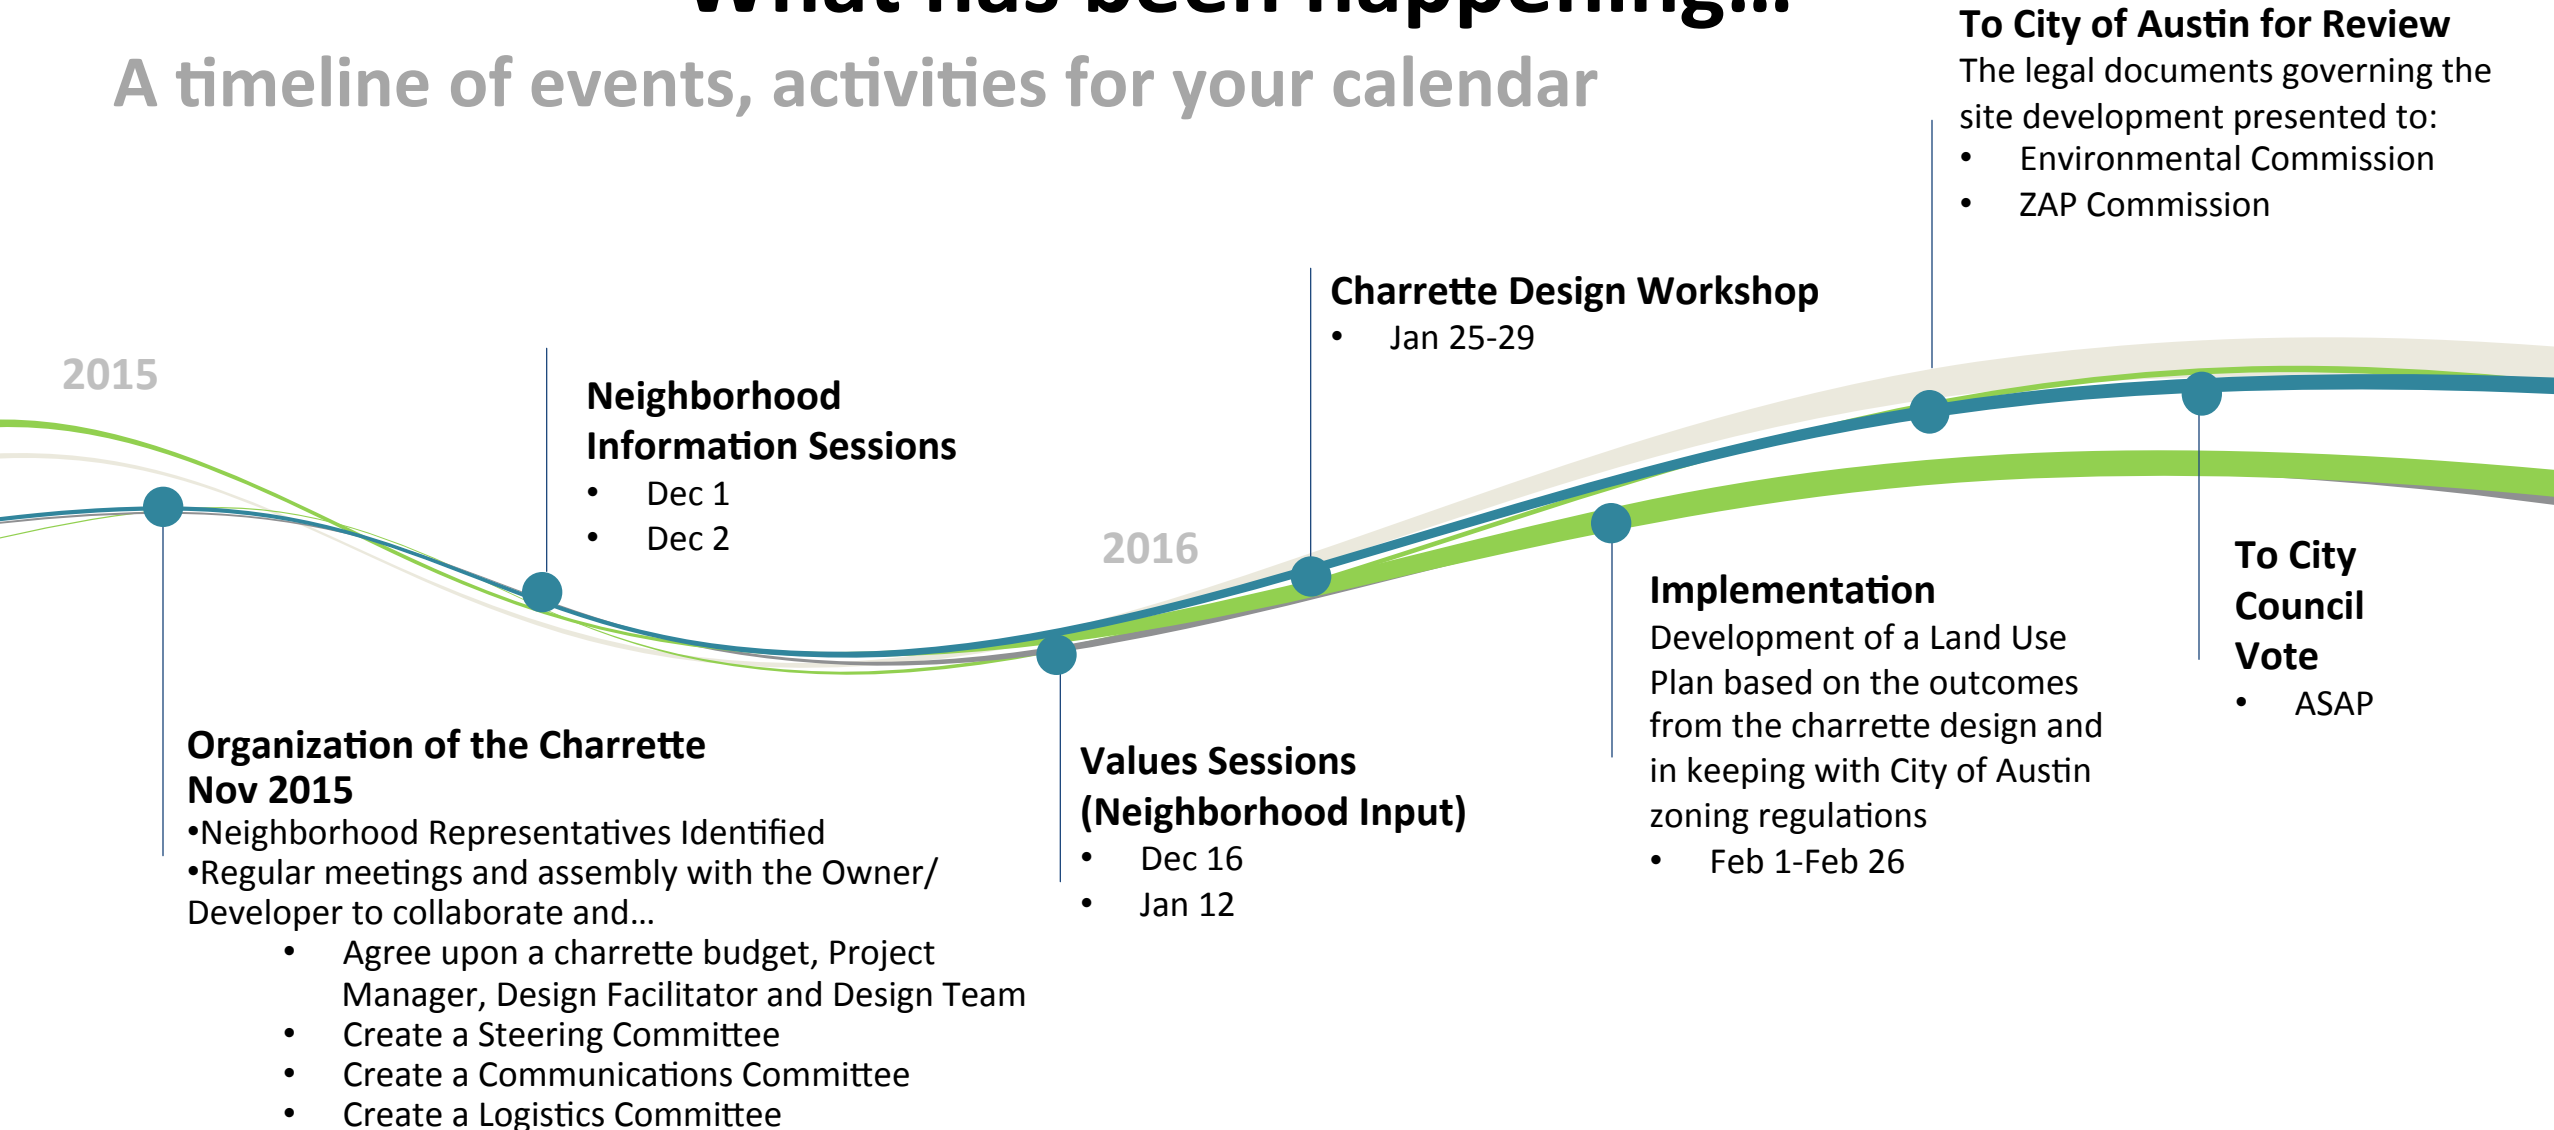 What has been happening...
A timeline of events, activities for your calendar
To City of Austin for Review
The legal documents governing the
site development presented to:
• Environmental Commission
• ZAP Commission
Charrette Design Workshop
• Jan 25-29
2015
Neighborhood
Information Sessions
• Dec 1
• Dec 2
2016
To City
Council
Vote
• ASAP
Implementation
Development of a Land Use
Plan based on the outcomes
from the charrette design and
in keeping with City of Austin
zoning regulations
• Feb 1-Feb 26
Organization of the Charrette
Nov 2015
•Neighborhood Representatives Identified
•Regular meetings and assembly with the Owner/
Developer to collaborate and...
• Agree upon a charrette budget, Project
Manager, Design Facilitator and Design Team
• Create a Steering Committee
• Create a Communications Committee
• Create a Logistics Committee
Values Sessions
(Neighborhood Input)
• Dec 16
• Jan 12